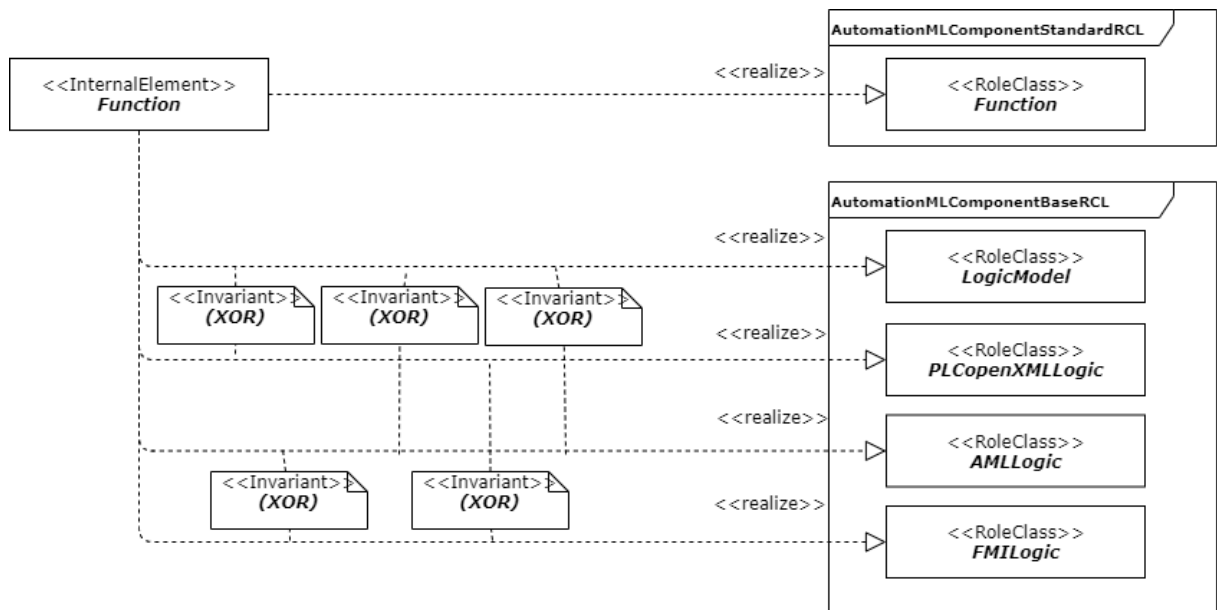 AutomationMLComponentStandardRCL
<<InternalElement>>
Function
<<realize>>
<<RoleClass>>
Function
AutomationMLComponentBaseRCL
<<realize>>
<<RoleClass>>
LogicModel
<<Invariant>>
(XOR)
<<Invariant>>
(XOR)
<<Invariant>>
(XOR)
<<realize>>
<<RoleClass>>
PLCopenXMLLogic
<<realize>>
<<RoleClass>>
AMLLogic
<<Invariant>>
(XOR)
<<Invariant>>
(XOR)
<<realize>>
<<RoleClass>>
FMILogic